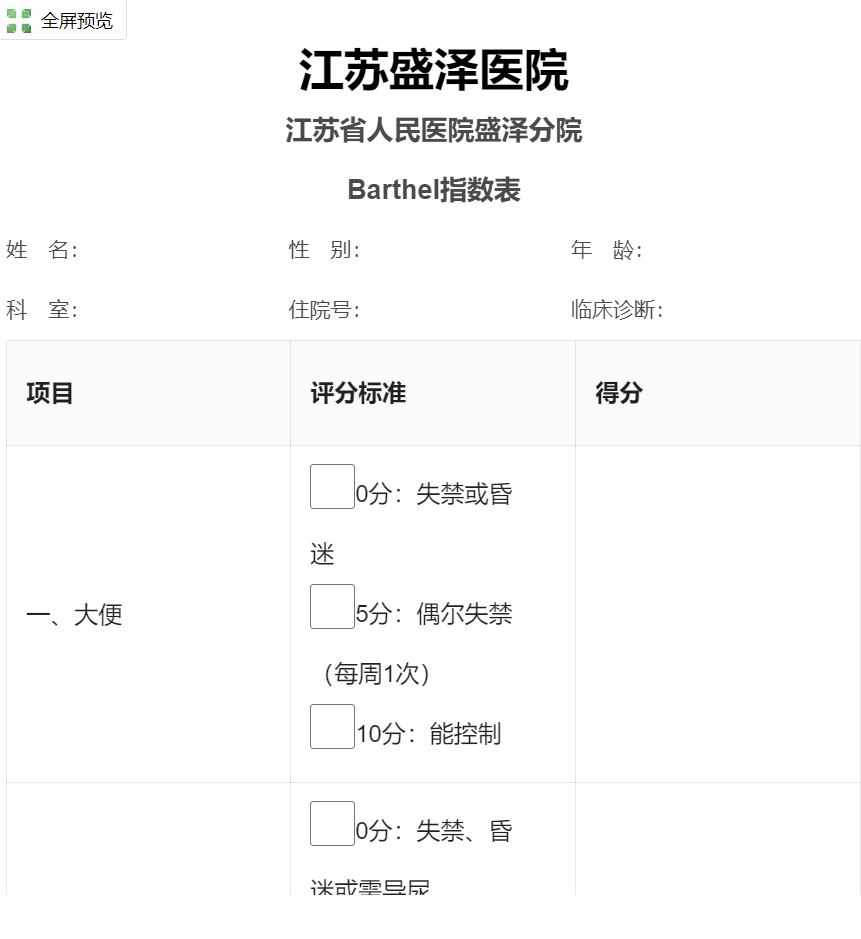 全屏预览
江苏盛泽医院
江苏省人民医院盛泽分院
Barthel指数表
姓 名： 性 别： 年 龄：
科 室： 住院号： 临床诊断：
项目 评分标准 得分
0分：失禁或昏
迷
5分：偶尔失禁
一、大便
（每周1次）
10分：能控制
0分：失禁、昏
迷或需导尿